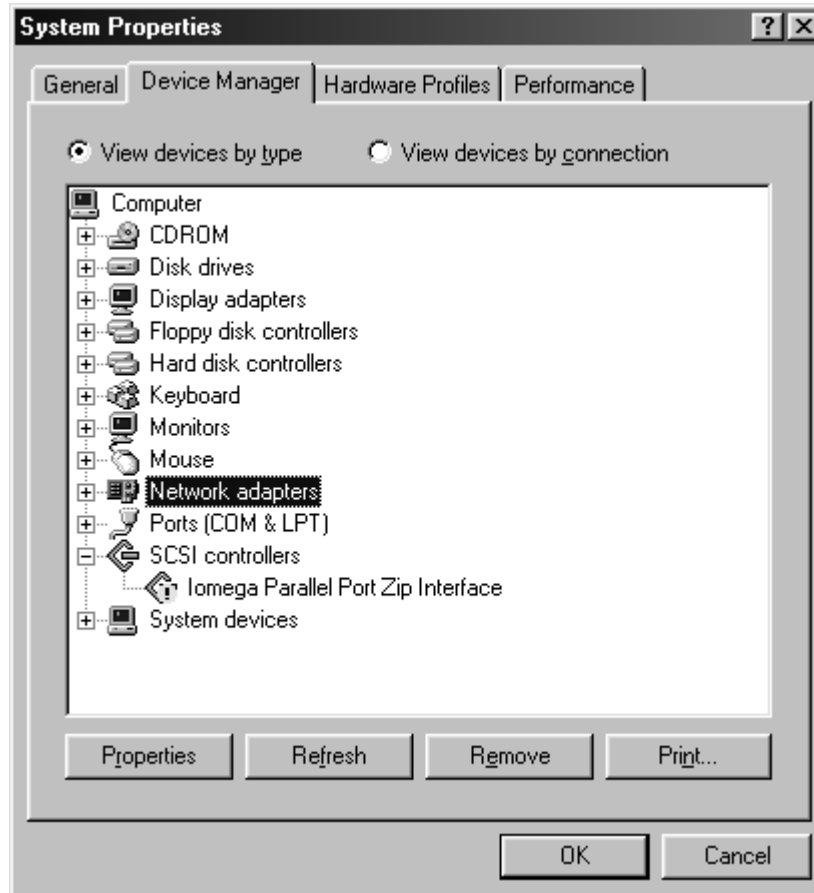 System Properties
General Device Manager Hardware Profiles Performance
View devices by type View devices by connection
Computer
CDROM
Disk drives
Display adapters
Floppy disk controllers
Hard disk controllers
Keyboard
Monitors
Mouse
Network adapters
Ports (COM & LPT)
SCSI controllers
Iomega Parallel Port Zip Interface
System devices
Properties Refresh Remove Print...
OK Cancel